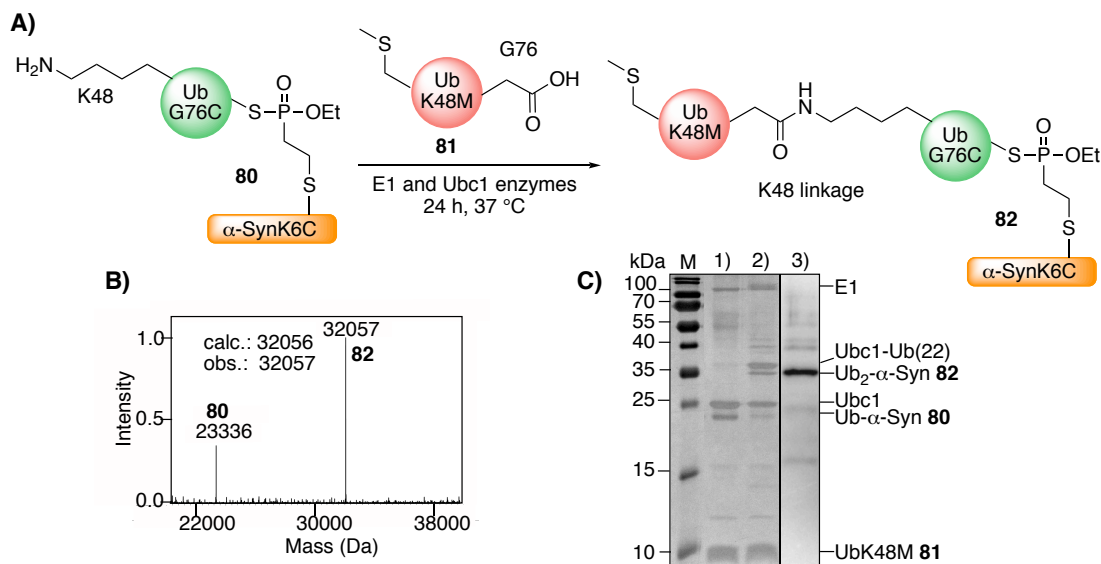 A)
H₂N
K48
Ub
G76C
S
O
P
OEt
S
α-SynK6C
80
S
Ub
K48M
G76
OH
O
81
E1 and Ubc1 enzymes
24 h, 37 °C
S
Ub
K48M
O
H
N
K48 linkage
Ub
G76C
S
O
P
OEt
S
82
α-SynK6C
B)
Intensity
1.0
0.5
0.0
calc.: 32056
obs.: 32057
32057
82
80
23336
22000
30000
38000
Mass (Da)
C)
kDa M 1) 2) 3)
100
70
55
40
35
25
15
10
E1
Ubc1-Ub(22)
Ub₂-α-Syn 82
Ubc1
Ub-α-Syn 80
UbK48M 81